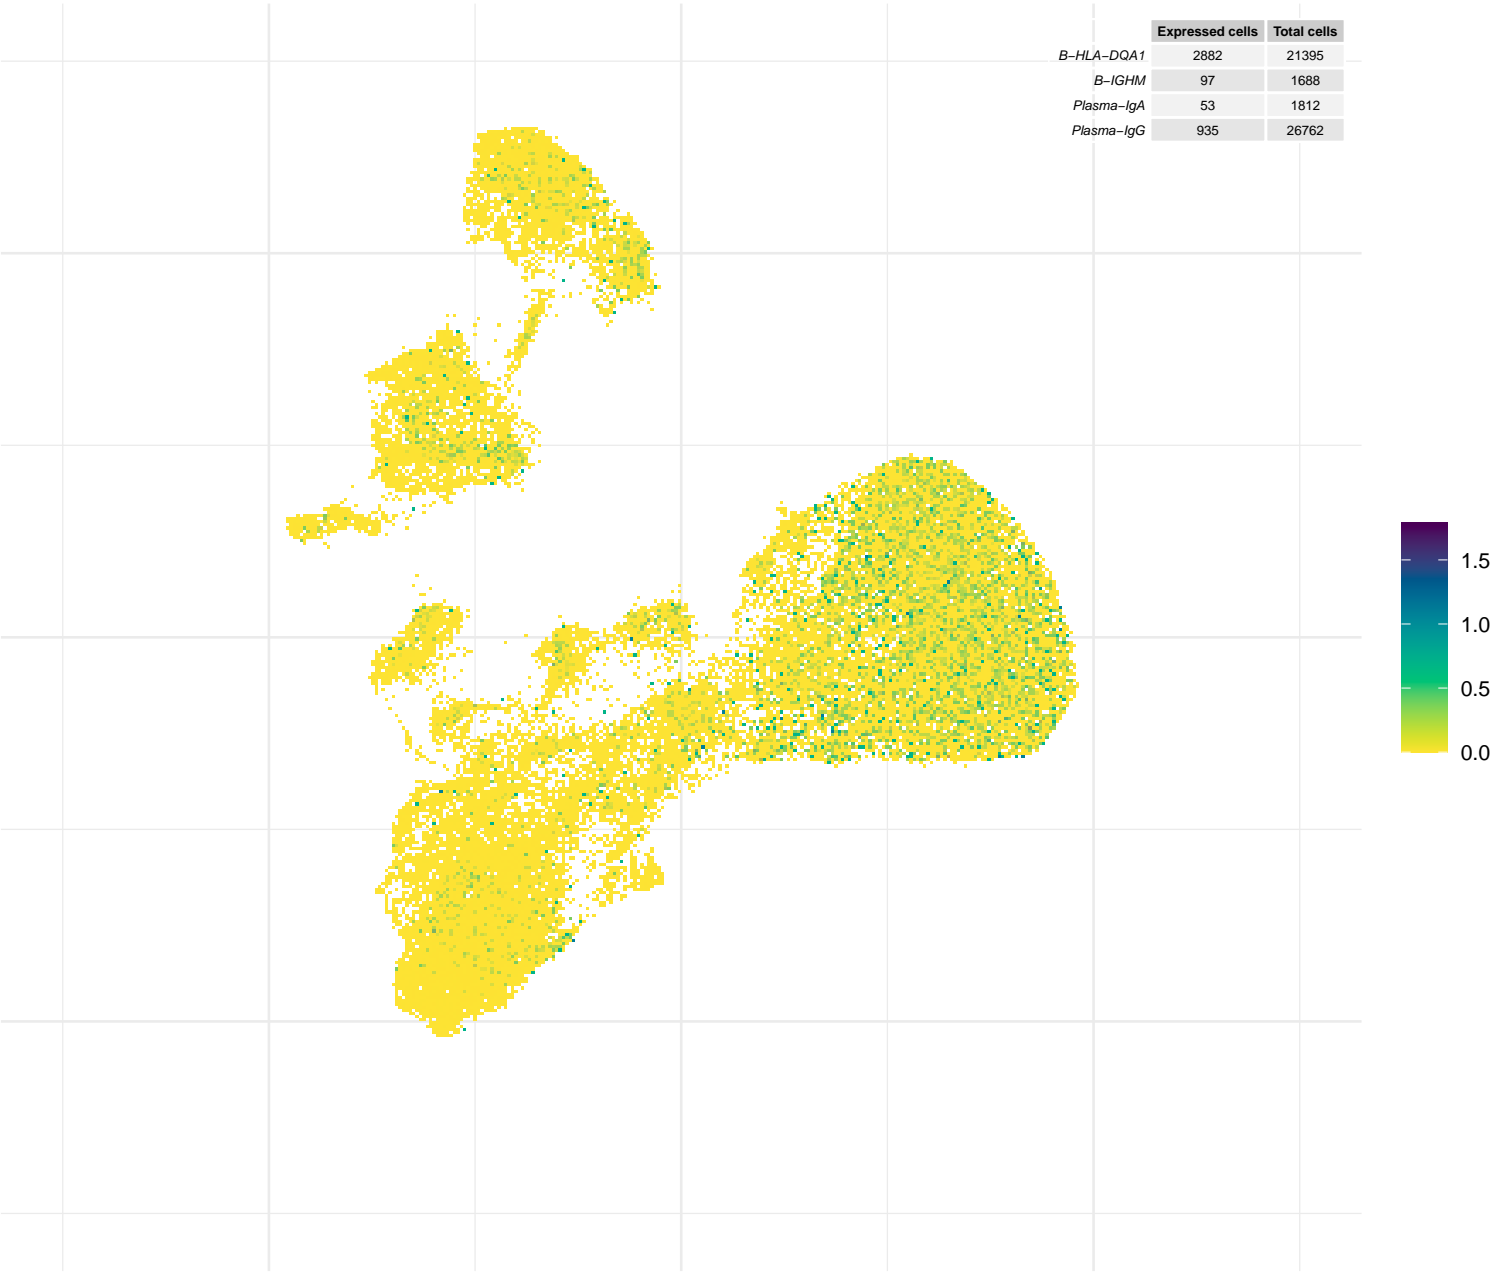 Expressed cells Total cells
B−HLA−DQA1 2882 21395
B−IGHM 97 1688
Plasma−IgA 53 1812
Plasma−IgG 935 26762
1.5
1.0
0.5
0.0